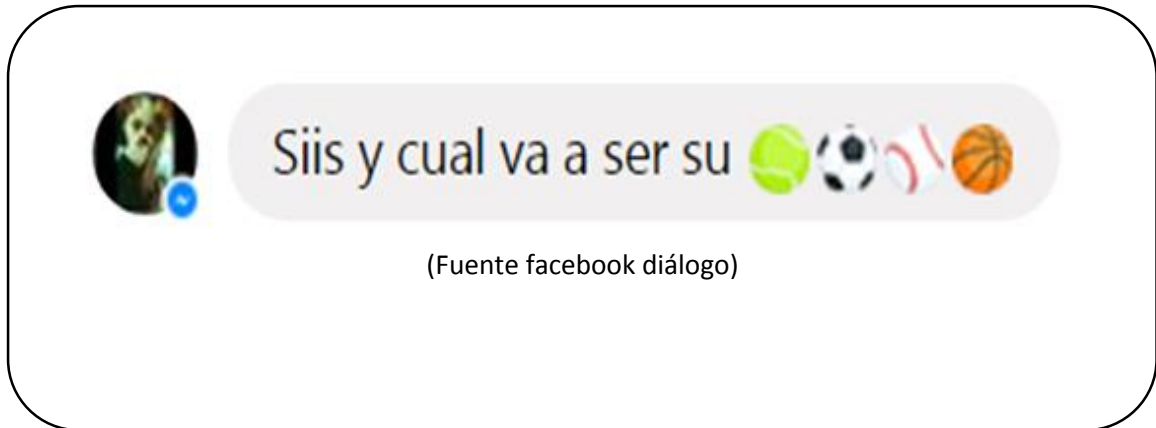 Siis y cual va a ser su 🎾⚽⚾🏀
(Fuente facebook diálogo)